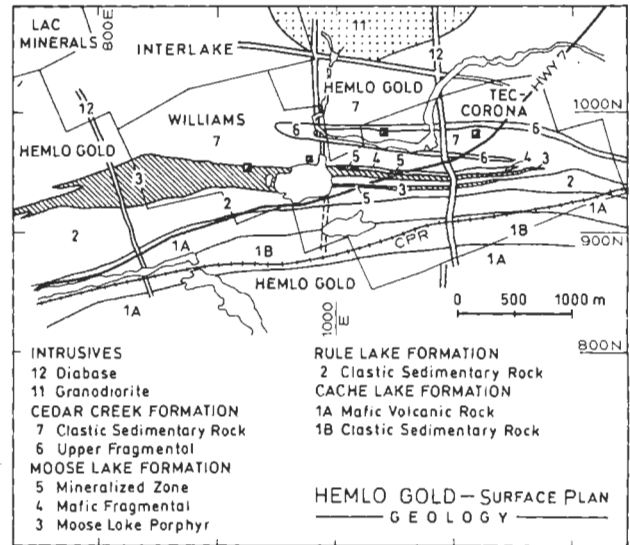 LAC
MINERALS
800E
11
INTERLAKE
12
HEMLO GOLD
7
TEC-
CORONA
HWY 7
1000N
12
WILLIAMS
7
6
7
6
HEMLO GOLD
5 4 5
6 4 3
3
3
2
5
2
2
1A
1A
1B
CPR
1B
900N
1A
HEMLO GOLD
1A
1000
E
0 500 1000 m
800N
INTRUSIVES
12 Diabase
11 Granodiorite
CEDAR CREEK FORMATION
7 Clastic Sedimentary Rock
6 Upper Fragmental
MOOSE LAKE FORMATION
5 Mineralized Zone
4 Mafic Fragmental
3 Moose Lake Porphyr
RULE LAKE FORMATION
2 Clastic Sedimentary Rock
CACHE LAKE FORMATION
1A Mafic Volcanic Rock
1B Clastic Sedimentary Rock
HEMLO GOLD — SURFACE PLAN
GEOLOGY